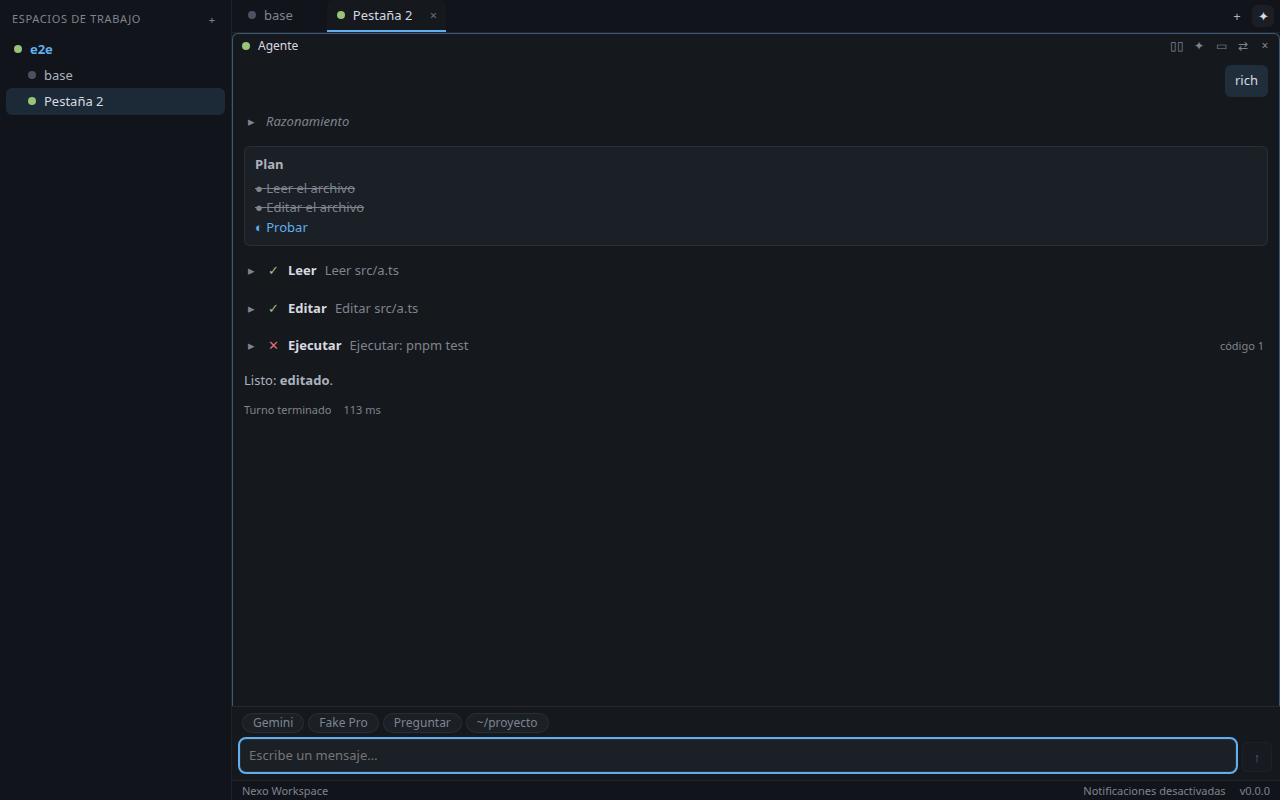 ESPACIOS DE TRABAJO +
e2e
base
Pestaña 2
base
Pestaña 2 ×
+ ✦
Agente
rich
▸ Razonamiento
Plan
● Leer el archivo
● Editar el archivo
◖ Probar
▸ ✓ Leer Leer src/a.ts
▸ ✓ Editar Editar src/a.ts
▸ ✕ Ejecutar Ejecutar: pnpm test código 1
Listo: editado.
Turno terminado 113 ms
Gemini Fake Pro Preguntar ~/proyecto
Escribe un mensaje...
↑
Nexo Workspace Notificaciones desactivadas v0.0.0